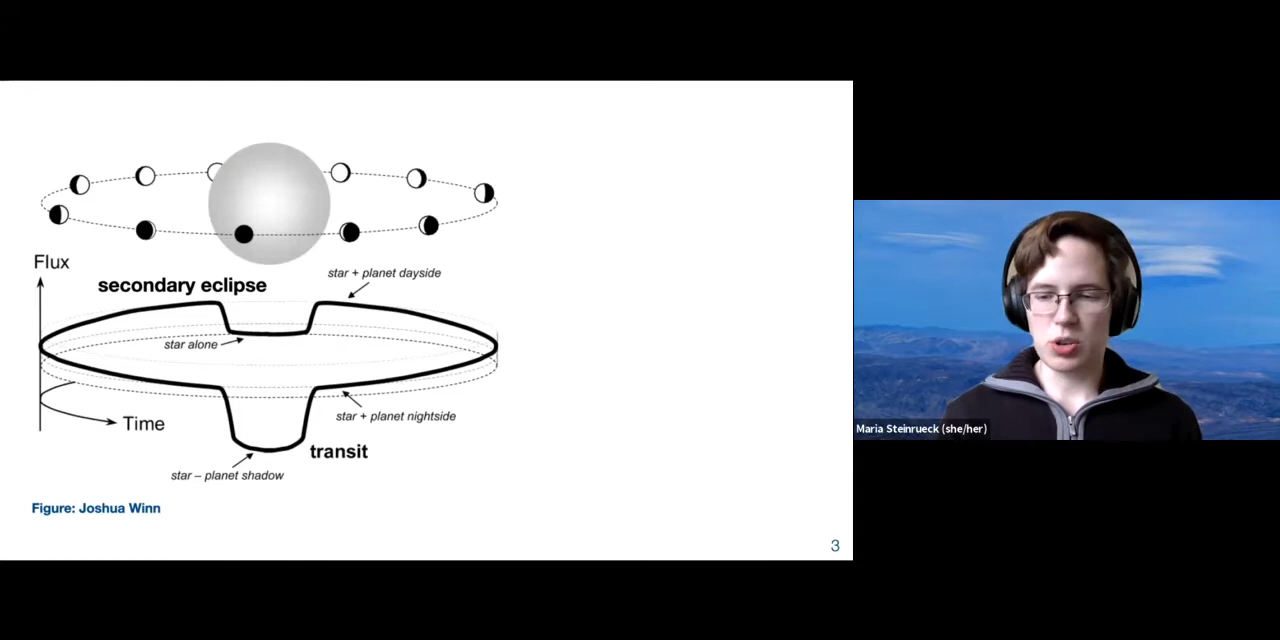 Flux
secondary eclipse
star + planet dayside
star alone
star + planet nightside
Time
transit
star – planet shadow
Figure: Joshua Winn
3
Maria Steinrueck (she/her)